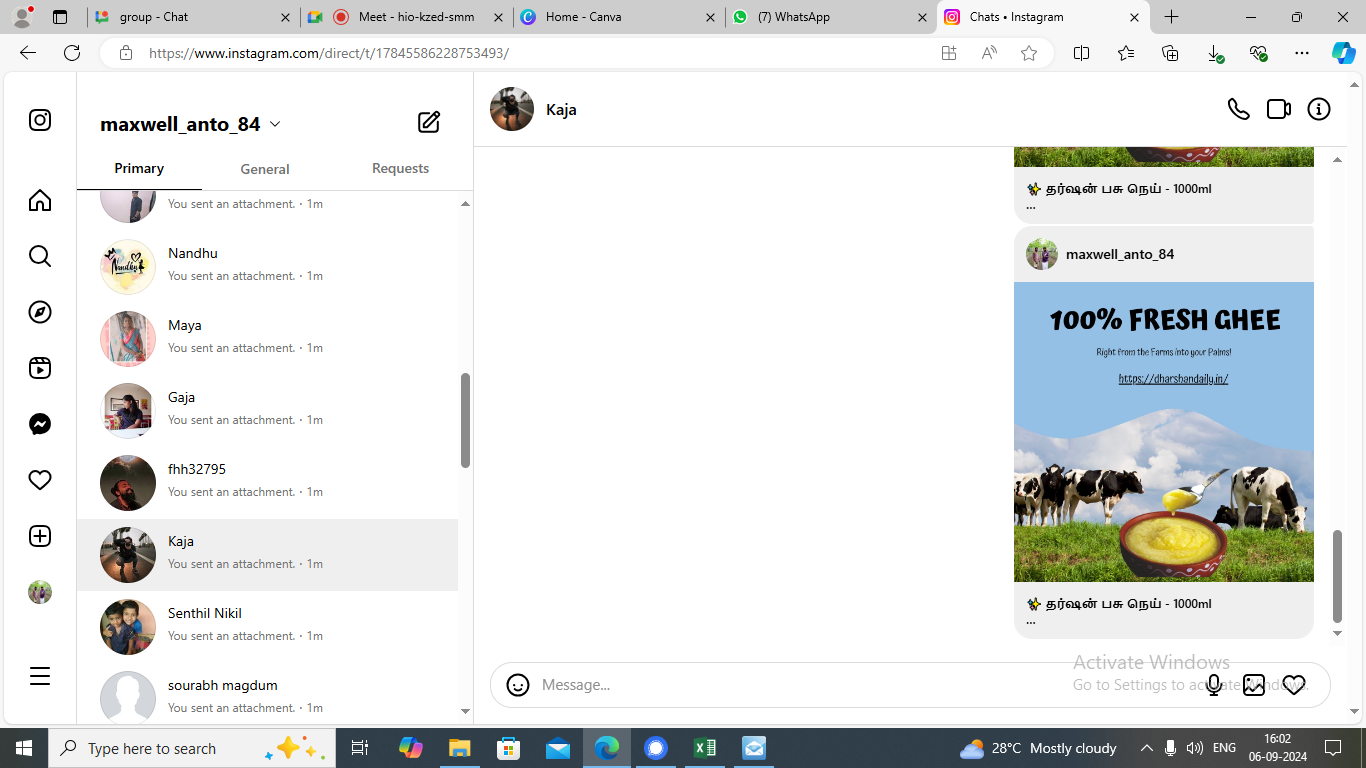 group - Chat
Meet - hio-kzed-smm
Home - Canva
(7) WhatsApp
Chats • Instagram
https://www.instagram.com/direct/t/17845586228753493/
maxwell_anto_84
Primary
General
Requests
You sent an attachment. · 1m
Nandhu
You sent an attachment. · 1m
Maya
You sent an attachment. · 1m
Gaja
You sent an attachment. · 1m
fhh32795
You sent an attachment. · 1m
Kaja
You sent an attachment. · 1m
Senthil Nikil
You sent an attachment. · 1m
sourabh magdum
You sent an attachment. · 1m
Nandhu
Kaja
✨ தர்ஷன் பசு நெய் - 1000ml
...
maxwell_anto_84
100% FRESH GHEE
Right from the Farms into your Palms!
https://dharshandaily.in/
✨ தர்ஷன் பசு நெய் - 1000ml
...
Message...
Activate Windows
Go to Settings to activate Windows.
Type here to search
28°C Mostly cloudy
ENG
16:02
06-09-2024